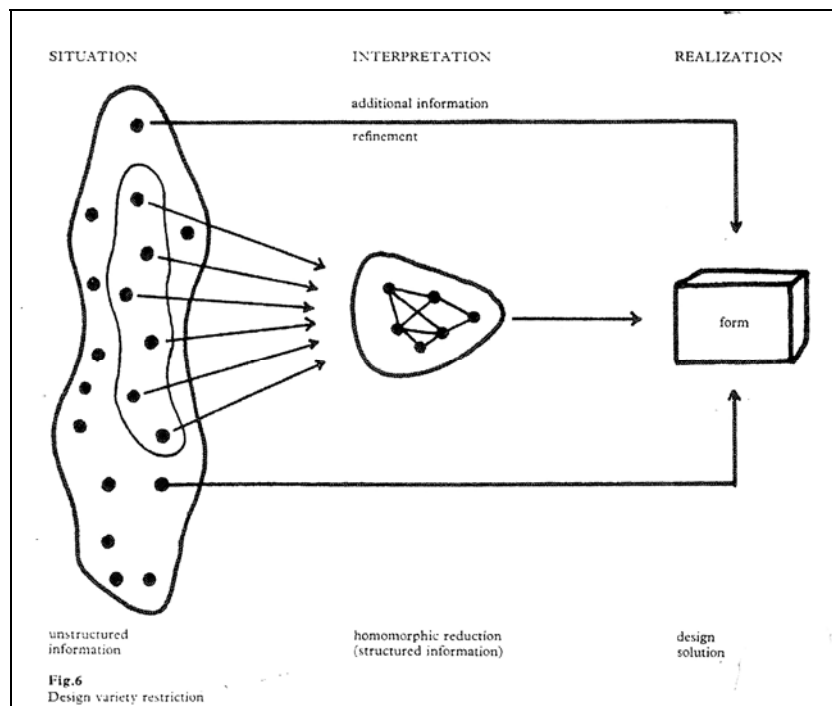 SITUATION
INTERPRETATION
REALIZATION
additional information
refinement
form
unstructured
information
homomorphic reduction
(structured information)
design
solution
Fig.6
Design variety restriction